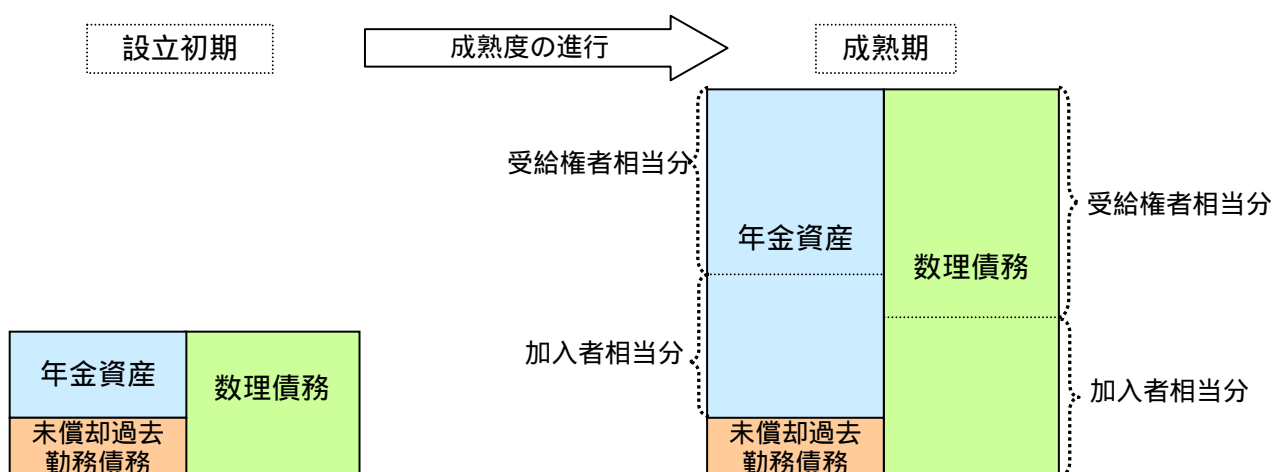 設立初期
成熟度の進行
成熟期
受給権者相当分
年金資産
数理債務
受給権者相当分
加入者相当分
加入者相当分
年金資産
数理債務
未償却過去
勤務債務
未償却過去
勤務債務